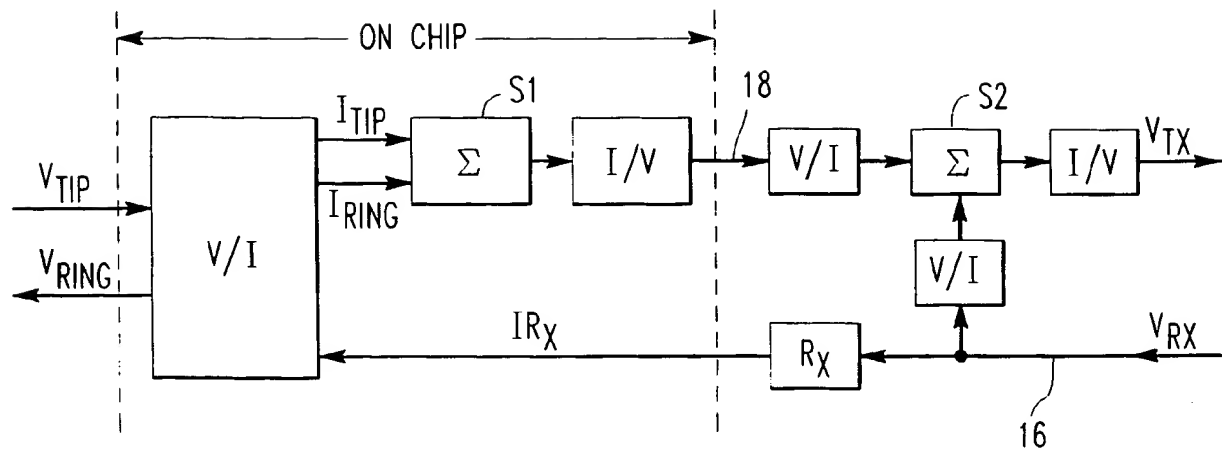 ON CHIP
S1
18
S2
I_TIP
V_TX
V_TIP
Σ
I/V
V/I
Σ
I/V
I_RING
V/I
V_RING
V/I
IR_X
R_X
V_RX
16